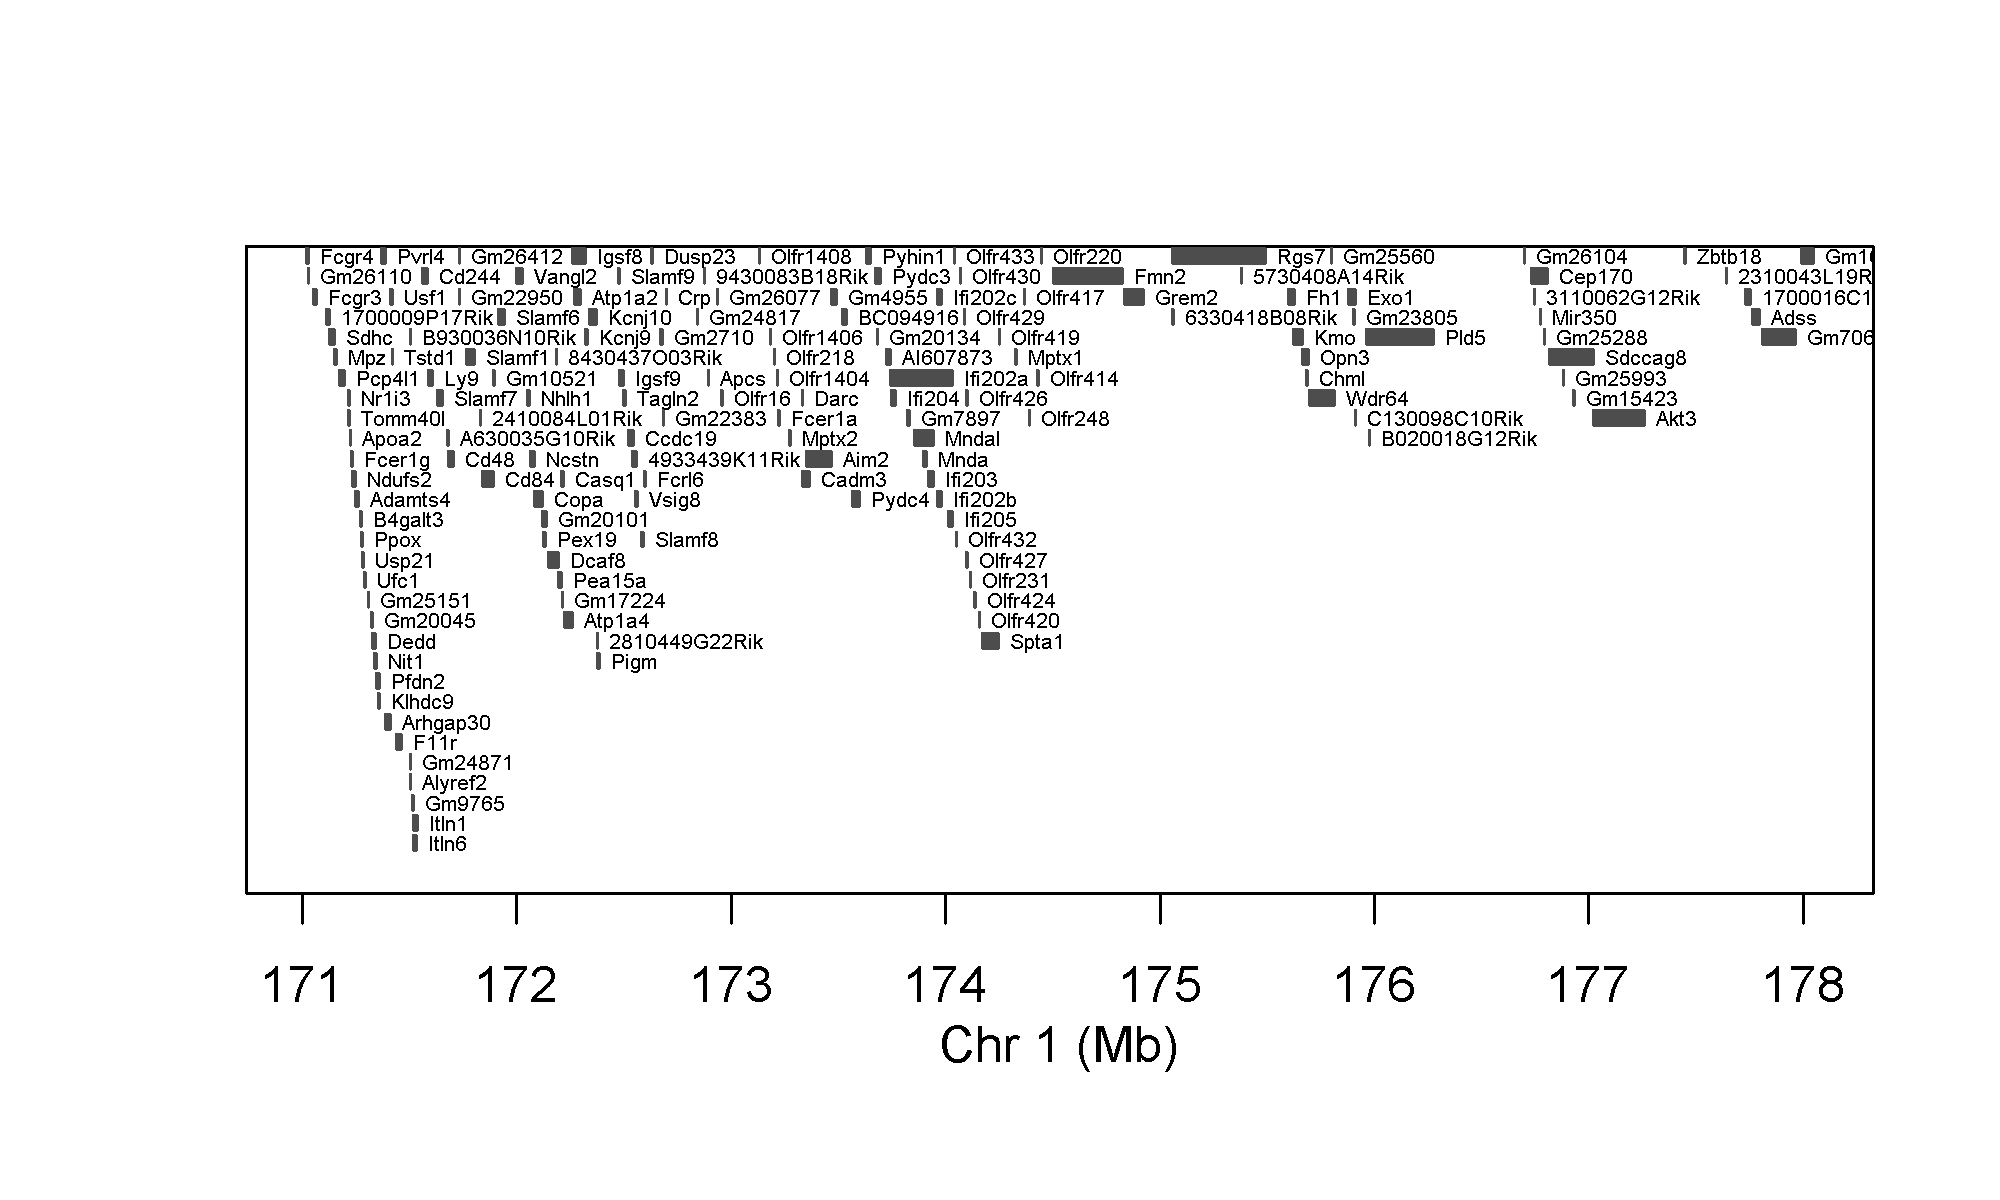 Fcgr4 Pvrl4 Gm26412 Igsf8 Dusp23 Olfr1408 Pyhin1 Olfr433 Olfr220 Rgs7 Gm25560 Gm26104 Zbtb18
Gm26110 Cd244 Vangl2 Slamf9 9430083B18Rik Pydc3 Olfr430 Fmn2 5730408A14Rik Cep170 2310043L19R
Fcgr3 Usf1 Gm22950 Atp1a2 Crp Gm26077 Gm4955 Ifi202c Olfr417 Grem2 Fh1 Exo1 3110062G12Rik 1700016C1
1700009P17Rik Slamf6 Kcnj10 Gm24817 BC094916 Olfr429 6330418B08Rik Gm23805 Mir350 Adss
Sdhc B930036N10Rik Kcnj9 Gm2710 Olfr1406 Gm20134 Olfr419 Kmo Pld5 Gm25288 Gm706
Mpz Tstd1 Slamf1 8430437O03Rik Olfr218 AI607873 Mptx1 Opn3 Sdccag8
Pcp4l1 Ly9 Gm10521 Igsf9 Apcs Olfr1404 Ifi202a Olfr414 Chml Gm25993
Nr1i3 Slamf7 Nhlh1 Tagln2 Olfr16 Darc Ifi204 Olfr426 Wdr64 Gm15423
Tomm40l 2410084L01Rik Gm22383 Fcer1a Gm7897 Olfr248 C130098C10Rik Akt3
Apoa2 A630035G10Rik Ccdc19 Mptx2 Mndal B020018G12Rik
Fcer1g Cd48 Ncstn 4933439K11Rik Aim2 Mnda
Ndufs2 Cd84 Casq1 Fcrl6 Cadm3 Ifi203
Adamts4 Copa Vsig8 Pydc4 Ifi202b
B4galt3 Gm20101 Ifi205
Ppox Pex19 Slamf8 Olfr432
Usp21 Dcaf8 Olfr427
Ufc1 Pea15a Olfr231
Gm25151 Gm17224 Olfr424
Gm20045 Atp1a4 Olfr420
Dedd 2810449G22Rik Spta1
Nit1 Pigm
Pfdn2
Klhdc9
Arhgap30
F11r
Gm24871
Alyref2
Gm9765
Itln1
Itln6
171 172 173 174 175 176 177 178
Chr 1 (Mb)